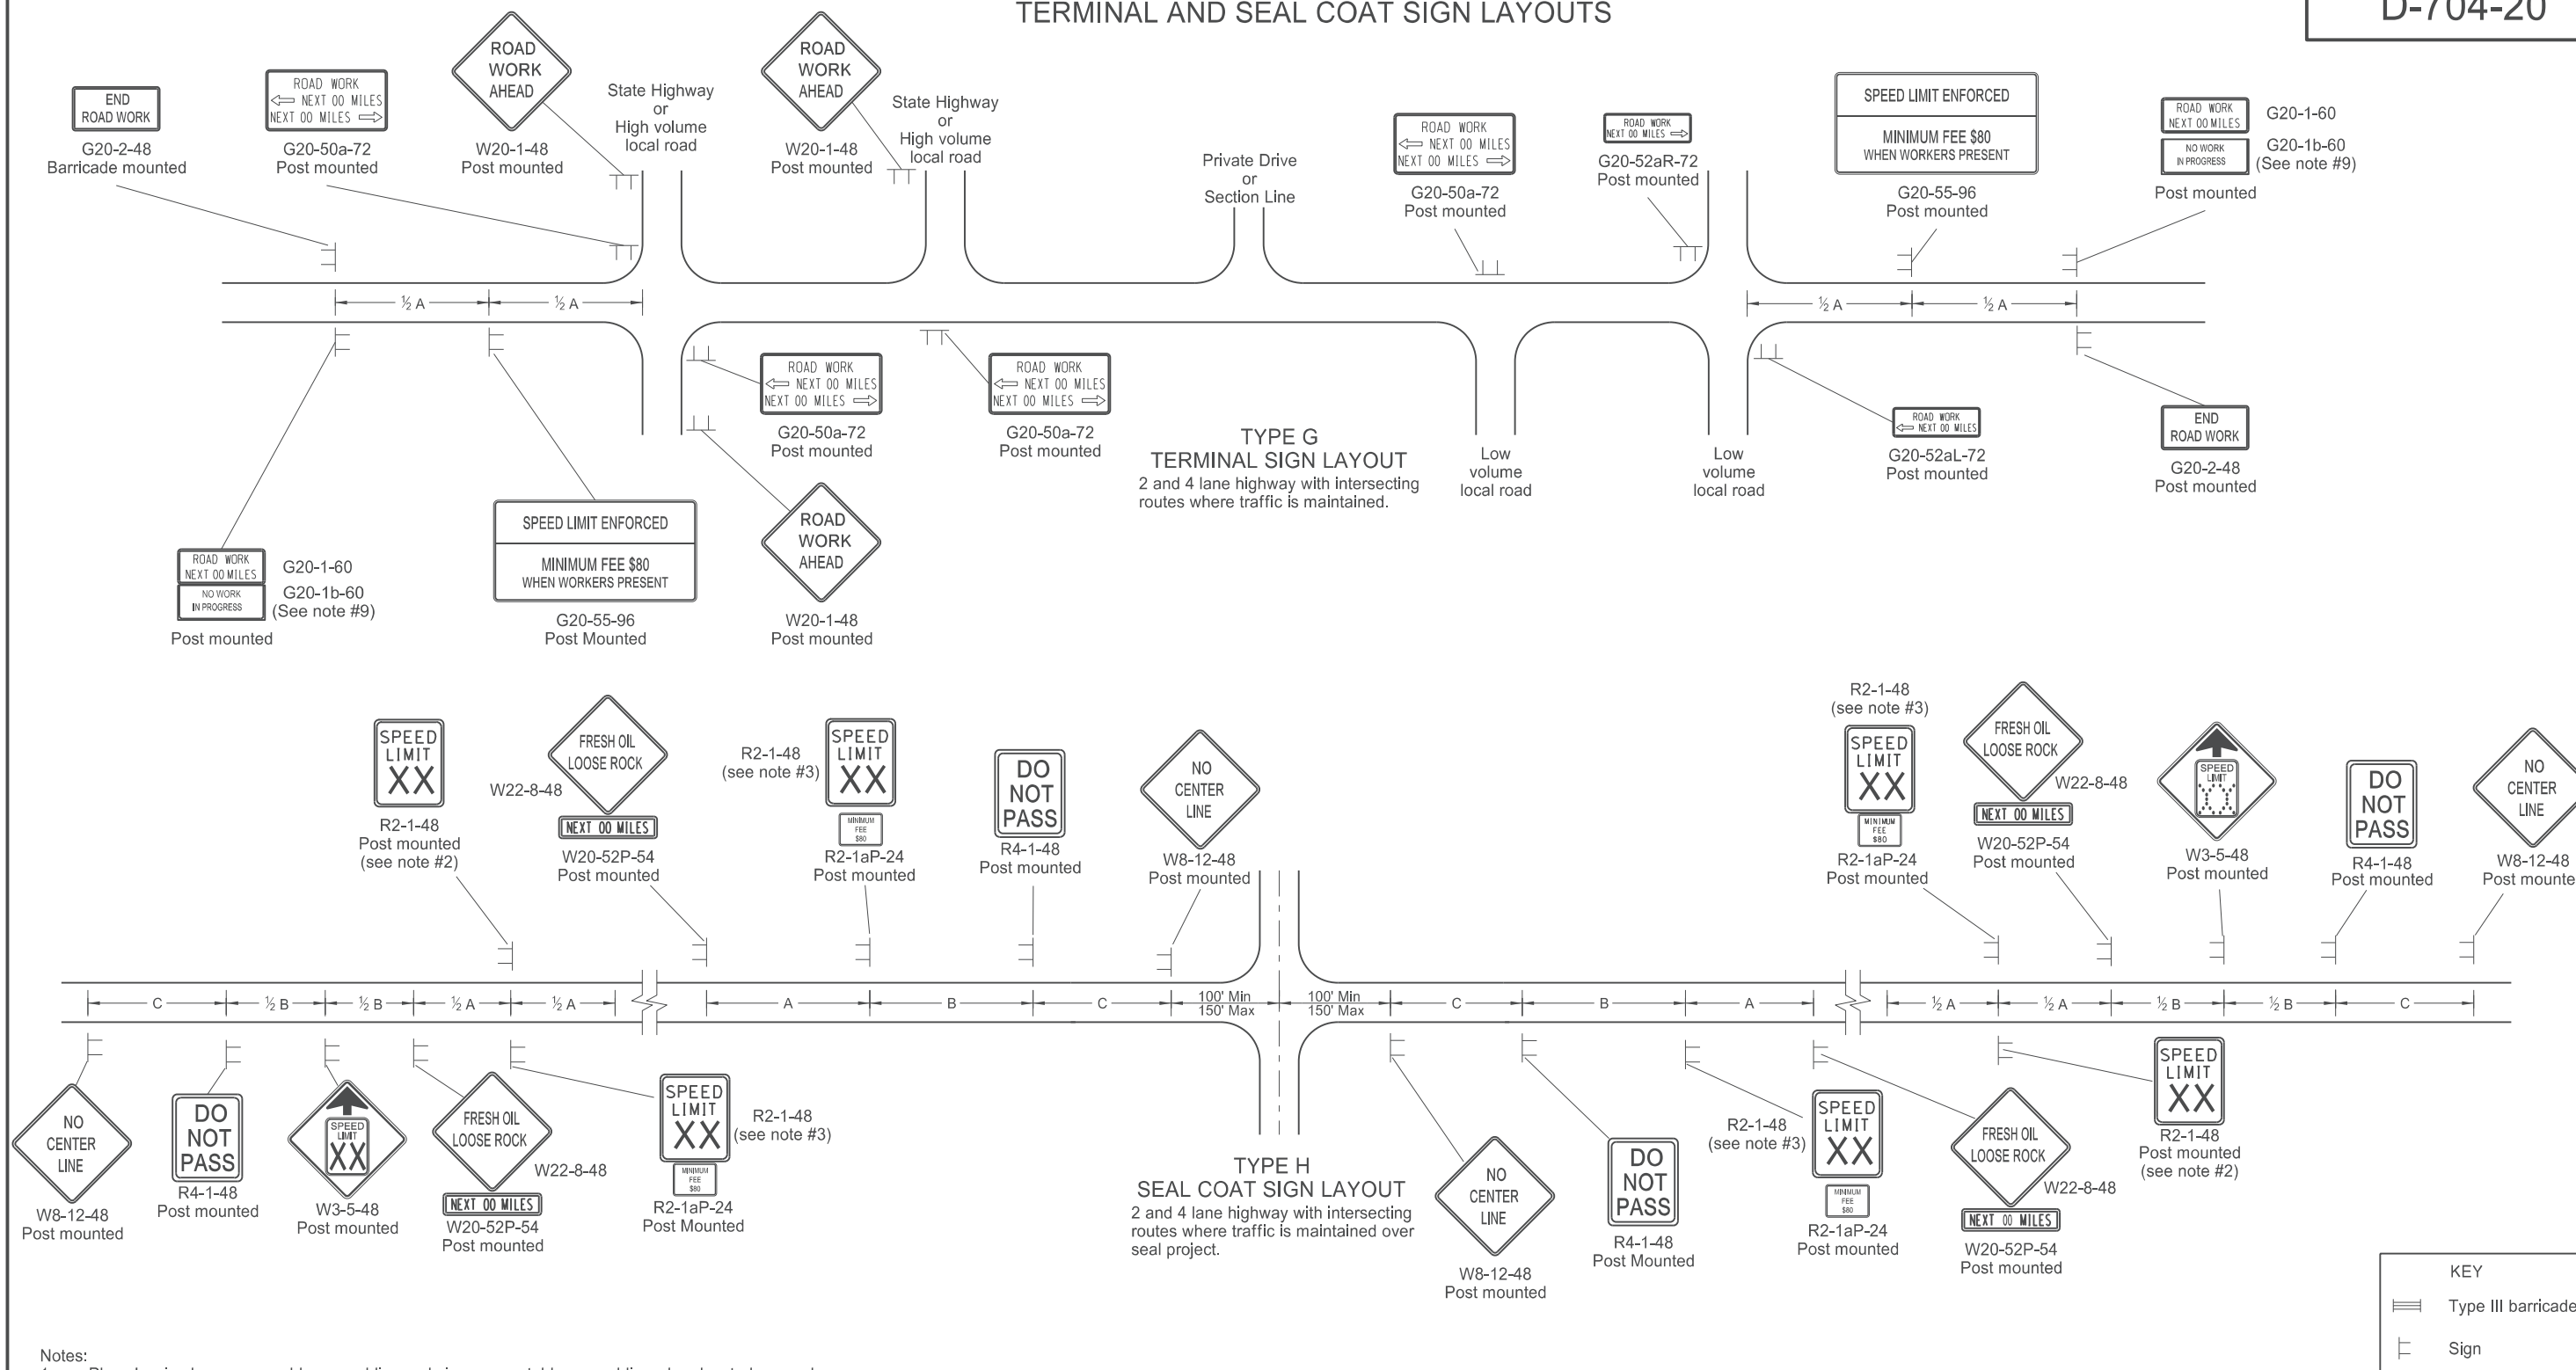 TERMINAL AND SEAL COAT SIGN LAYOUTS
D-704-20
END
ROAD WORK
G20-2-48
Barricade mounted
ROAD WORK
NEXT 00 MILES
NEXT 00 MILES
G20-50a-72
Post mounted
ROAD
WORK
AHEAD
W20-1-48
Post mounted
State Highway
or
High volume
local road
ROAD
WORK
AHEAD
W20-1-48
Post mounted
State Highway
or
High volume
local road
Private Drive
or
Section Line
ROAD WORK
NEXT 00 MILES
NEXT 00 MILES
G20-50a-72
Post mounted
ROAD WORK
NEXT 00 MILES
G20-52aR-72
Post mounted
SPEED LIMIT ENFORCED
MINIMUM FEE $80
WHEN WORKERS PRESENT
G20-55-96
Post mounted
ROAD WORK
NEXT 00 MILES
G20-1-60
NO WORK
IN PROGRESS
G20-1b-60
(See note #9)
Post mounted
½ A
½ A
½ A
½ A
ROAD WORK
NEXT 00 MILES
G20-1-60
NO WORK
IN PROGRESS
G20-1b-60
(See note #9)
Post mounted
SPEED LIMIT ENFORCED
MINIMUM FEE $80
WHEN WORKERS PRESENT
G20-55-96
Post Mounted
ROAD WORK
NEXT 00 MILES
NEXT 00 MILES
G20-50a-72
Post mounted
ROAD
WORK
AHEAD
W20-1-48
Post mounted
ROAD WORK
NEXT 00 MILES
NEXT 00 MILES
G20-50a-72
Post mounted
TYPE G
TERMINAL SIGN LAYOUT
2 and 4 lane highway with intersecting
routes where traffic is maintained.
Low
volume
local road
Low
volume
local road
ROAD WORK
NEXT 00 MILES
G20-52aL-72
Post mounted
END
ROAD WORK
G20-2-48
Post mounted
SPEED
LIMIT
XX
R2-1-48
Post mounted
(see note #2)
FRESH OIL
LOOSE ROCK
W22-8-48
NEXT 00 MILES
W20-52P-54
Post mounted
R2-1-48
(see note #3)
SPEED
LIMIT
XX
MINIMUM
FEE
$80
R2-1aP-24
Post mounted
DO
NOT
PASS
R4-1-48
Post mounted
NO
CENTER
LINE
W8-12-48
Post mounted
R2-1-48
(see note #3)
SPEED
LIMIT
XX
MINIMUM
FEE
$80
R2-1aP-24
Post mounted
FRESH OIL
LOOSE ROCK
W22-8-48
NEXT 00 MILES
W20-52P-54
Post mounted
SPEED
LIMIT
XX
W3-5-48
Post mounted
DO
NOT
PASS
R4-1-48
Post mounted
NO
CENTER
LINE
W8-12-48
Post mounte
C
½ B
½ B
½ A
½ A
A
B
C
100' Min
150' Max
100' Min
150' Max
C
B
A
½ A
½ A
½ B
½ B
C
NO
CENTER
LINE
W8-12-48
Post mounted
DO
NOT
PASS
R4-1-48
Post mounted
SPEED
LIMIT
XX
W3-5-48
Post mounted
FRESH OIL
LOOSE ROCK
W22-8-48
NEXT 00 MILES
W20-52P-54
Post mounted
SPEED
LIMIT
XX
R2-1-48
(see note #3)
MINIMUM
FEE
$80
R2-1aP-24
Post Mounted
TYPE H
SEAL COAT SIGN LAYOUT
2 and 4 lane highway with intersecting
routes where traffic is maintained over
seal project.
NO
CENTER
LINE
W8-12-48
Post mounted
DO
NOT
PASS
R4-1-48
Post Mounted
R2-1-48
(see note #3)
SPEED
LIMIT
XX
MINIMUM
FEE
$80
R2-1aP-24
Post mounted
FRESH OIL
LOOSE ROCK
W22-8-48
NEXT 00 MILES
W20-52P-54
Post mounted
SPEED
LIMIT
XX
R2-1-48
Post mounted
(see note #2)
KEY
Type III barricade
Sign
Notes: